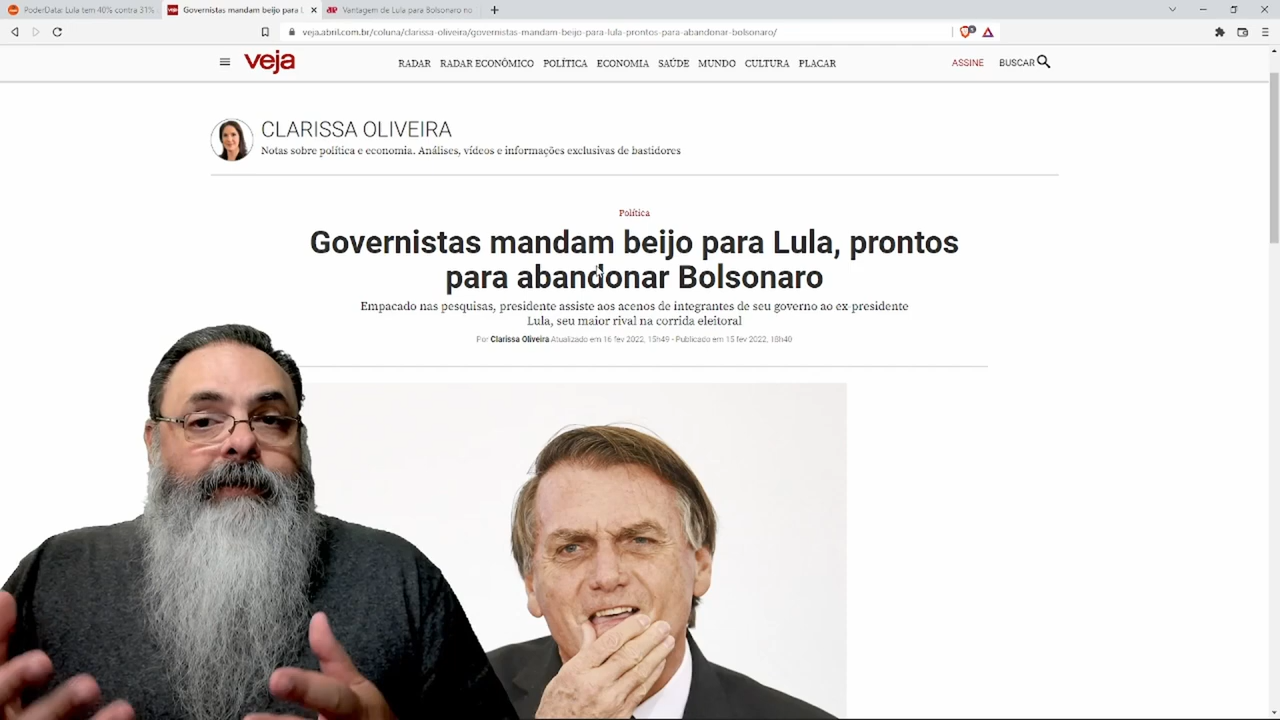 PoderData: Lula tem 40% contra 31%
Governistas mandam beijo para L
Vantagem de Lula para Bolsonaro no
veja.abril.com.br/coluna/clarissa-oliveira/governistas-mandam-beijo-para-lula-prontos-para-abandonar-bolsonaro/
veja
RADAR RADAR ECONÔMICO POLÍTICA ECONOMIA SAÚDE MUNDO CULTURA PLACAR
ASSINE BUSCAR
CLARISSA OLIVEIRA
Notas sobre política e economia. Análises, vídeos e informações exclusivas de bastidores
Política
Governistas mandam beijo para Lula, prontos
para abandonar Bolsonaro
Empacado nas pesquisas, presidente assiste aos acenos de integrantes de seu governo ao ex-presidente
Lula, seu maior rival na corrida eleitoral
Por Clarissa Oliveira Atualizado em 16 fev 2022, 15h49 - Publicado em 15 fev 2022, 18h40